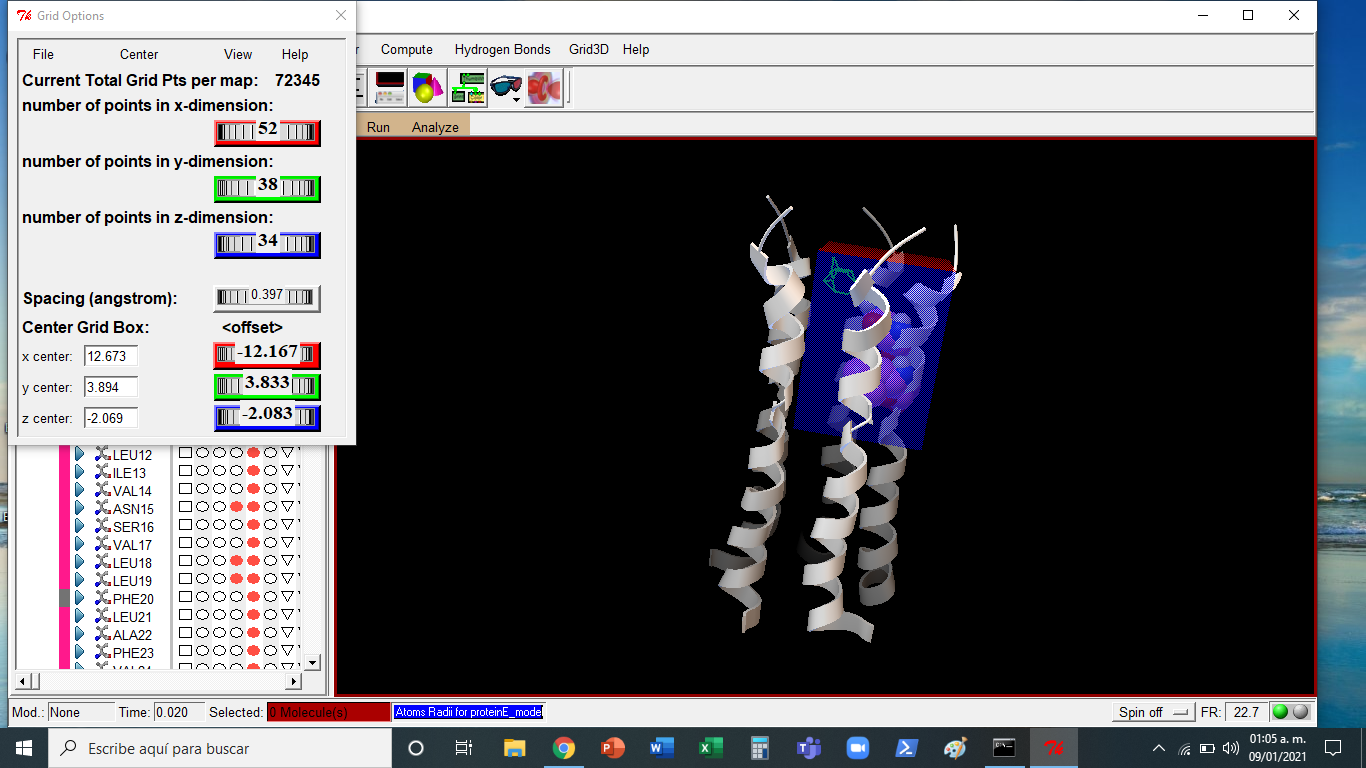 Grid Options
File Center View Help
Current Total Grid Pts per map: 72345
number of points in x-dimension:
52
number of points in y-dimension:
38
number of points in z-dimension:
34
Spacing (angstrom): 0.397
Center Grid Box: <offset>
x center: 12.673 -12.167
y center: 3.894 3.833
z center: -2.069 -2.083
Compute Hydrogen Bonds Grid3D Help
Run Analyze
LEU12
ILE13
VAL14
ASN15
SER16
VAL17
LEU18
LEU19
PHE20
LEU21
ALA22
PHE23
Mod.: None Time: 0.020 Selected: 0 Molecule(s) Atoms Radii for proteinE_model Spin off FR: 22.7
Escribe aquí para buscar
01:05 a. m.
09/01/2021